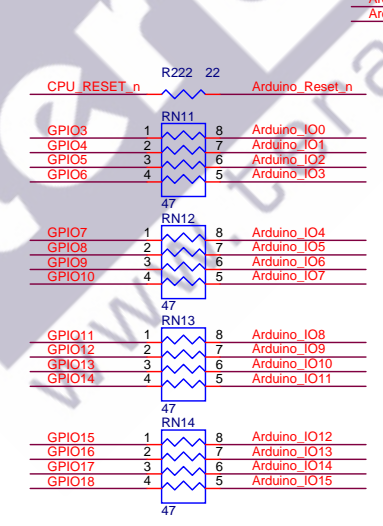 Ar
R222 22
CPU_RESET_n Arduino_Reset_n
RN11
GPIO3 1 8 Arduino_IO0
GPIO4 2 7 Arduino_IO1
GPIO5 3 6 Arduino_IO2
GPIO6 4 5 Arduino_IO3
47
RN12
GPIO7 1 8 Arduino_IO4
GPIO8 2 7 Arduino_IO5
GPIO9 3 6 Arduino_IO6
GPIO10 4 5 Arduino_IO7
47
RN13
GPIO11 1 8 Arduino_IO8
GPIO12 2 7 Arduino_IO9
GPIO13 3 6 Arduino_IO10
GPIO14 4 5 Arduino_IO11
47
RN14
GPIO15 1 8 Arduino_IO12
GPIO16 2 7 Arduino_IO13
GPIO17 3 6 Arduino_IO14
GPIO18 4 5 Arduino_IO15
47
www.tera